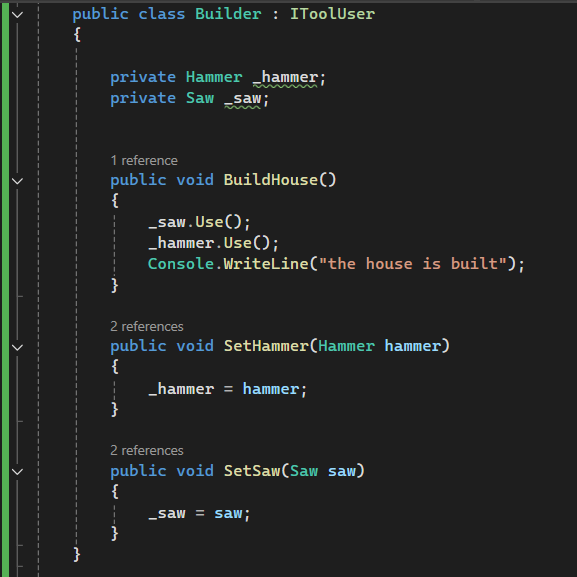 public class Builder : IToolUser
{
private Hammer _hammer;
private Saw _saw;
1 reference
public void BuildHouse()
{
_saw.Use();
_hammer.Use();
Console.WriteLine("the house is built");
}
2 references
public void SetHammer(Hammer hammer)
{
_hammer = hammer;
}
2 references
public void SetSaw(Saw saw)
{
_saw = saw;
}
}